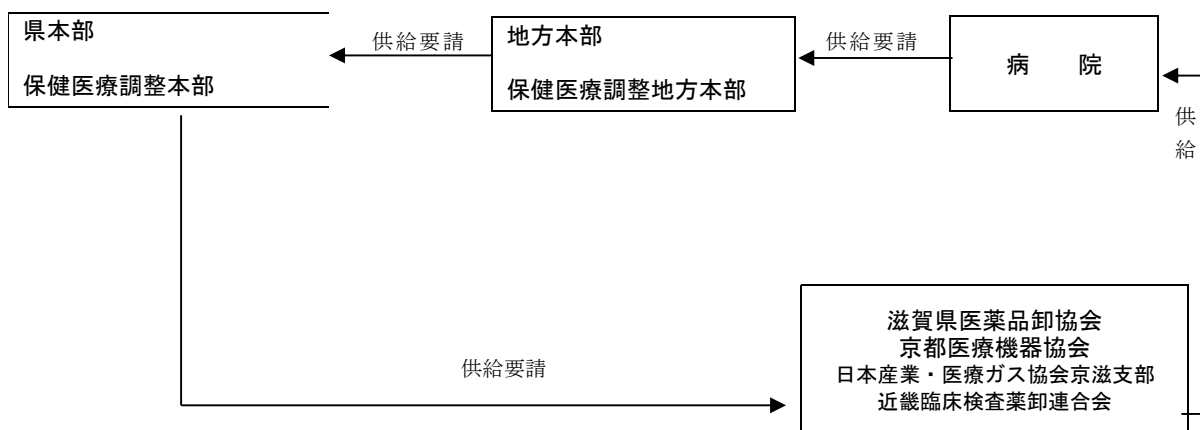 県本部
保健医療調整本部
供給要請
地方本部
保健医療調整地方本部
供給要請
病　　院
供
給
供給要請
滋賀県医薬品卸協会
京都医療機器協会
日本産業・医療ガス協会京滋支部
近畿臨床検査薬卸連合会